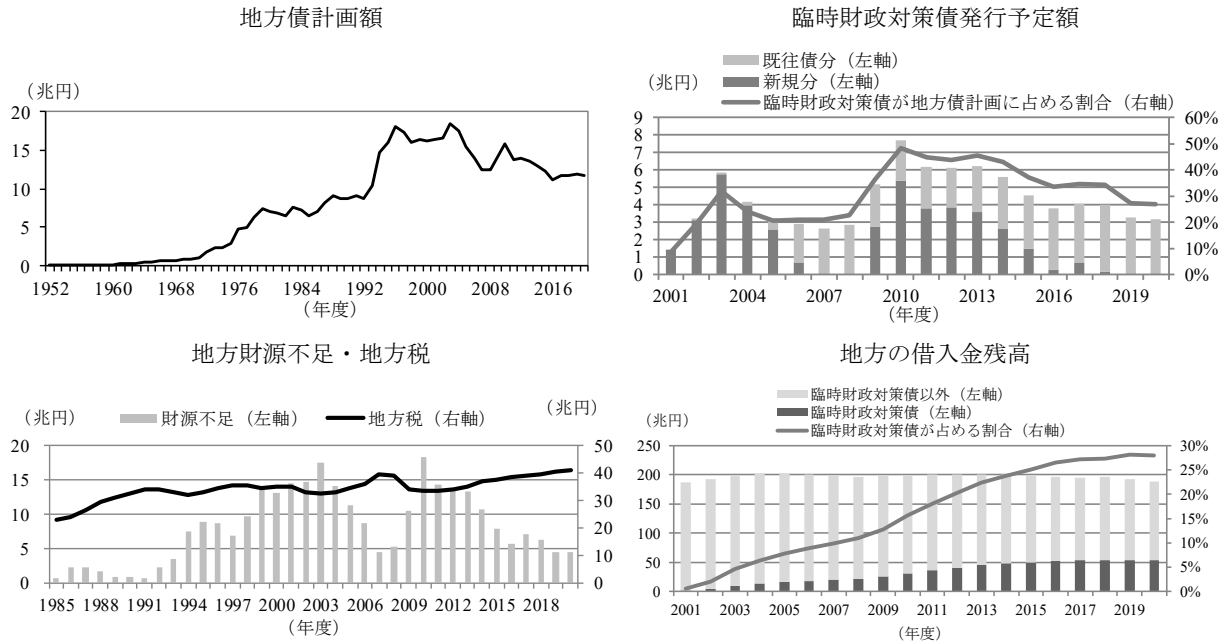 地方債計画額
（兆円）
20
15
10
5
0
1952 1960 1968 1976 1984 1992 2000 2008 2016
（年度）
臨時財政対策債発行予定額
既往債分（左軸）
（兆円） 新規分（左軸）
臨時財政対策債が地方債計画に占める割合（右軸）
9 60%
8
7 50%
6 40%
5
4 30%
3 20%
2
1 10%
0 0%
2001 2004 2007 2010 2013 2016 2019
（年度）
地方財源不足・地方税
（兆円） 財源不足（左軸） 地方税（右軸） （兆円）
20 50
15 40
30
10
20
5
10
0 0
1985 1988 1991 1994 1997 2000 2003 2006 2009 2012 2015 2018
（年度）
地方の借入金残高
臨時財政対策債以外（左軸）
（兆円） 臨時財政対策債（左軸）
臨時財政対策債が占める割合（右軸）
250 30%
200 25%
20%
150
15%
100
10%
50 5%
0 0%
2001 2003 2005 2007 2009 2011 2013 2015 2017 2019
（年度）